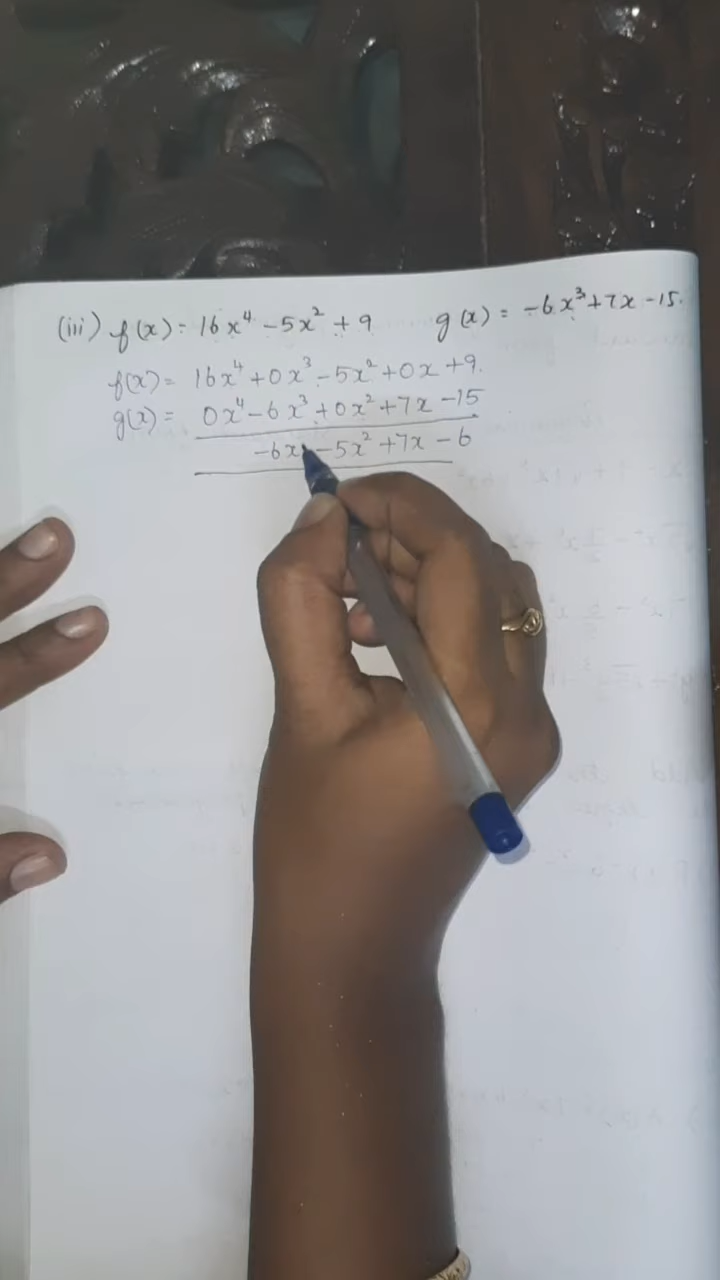 (iii) f(x) = 16x⁴ - 5x² + 9 g(x) = -6x³ + 7x - 15.
f(x) = 16x⁴ + 0x³ - 5x² + 0x + 9.
g(x) = 0x⁴ - 6x³ + 0x² + 7x - 15
-6x - 5x² + 7x - 6